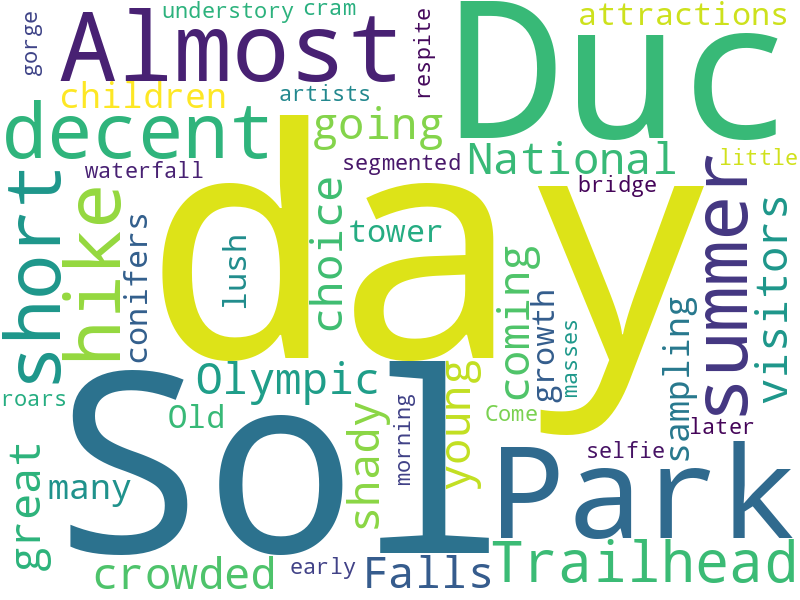 gorge
understory
cram
respite
attractions
Almost
Duc
children
artists
decent
going
National
waterfall
segmented
little
bridge
short
hike
conifers
lush
day
choice
tower
coming
growth
masses
sampling
summer
visitors
Olympic
roars
Old
Sol
shady
morning
young
Come
later
selfie
great
many
Park
crowded
early
Falls
Trailhead